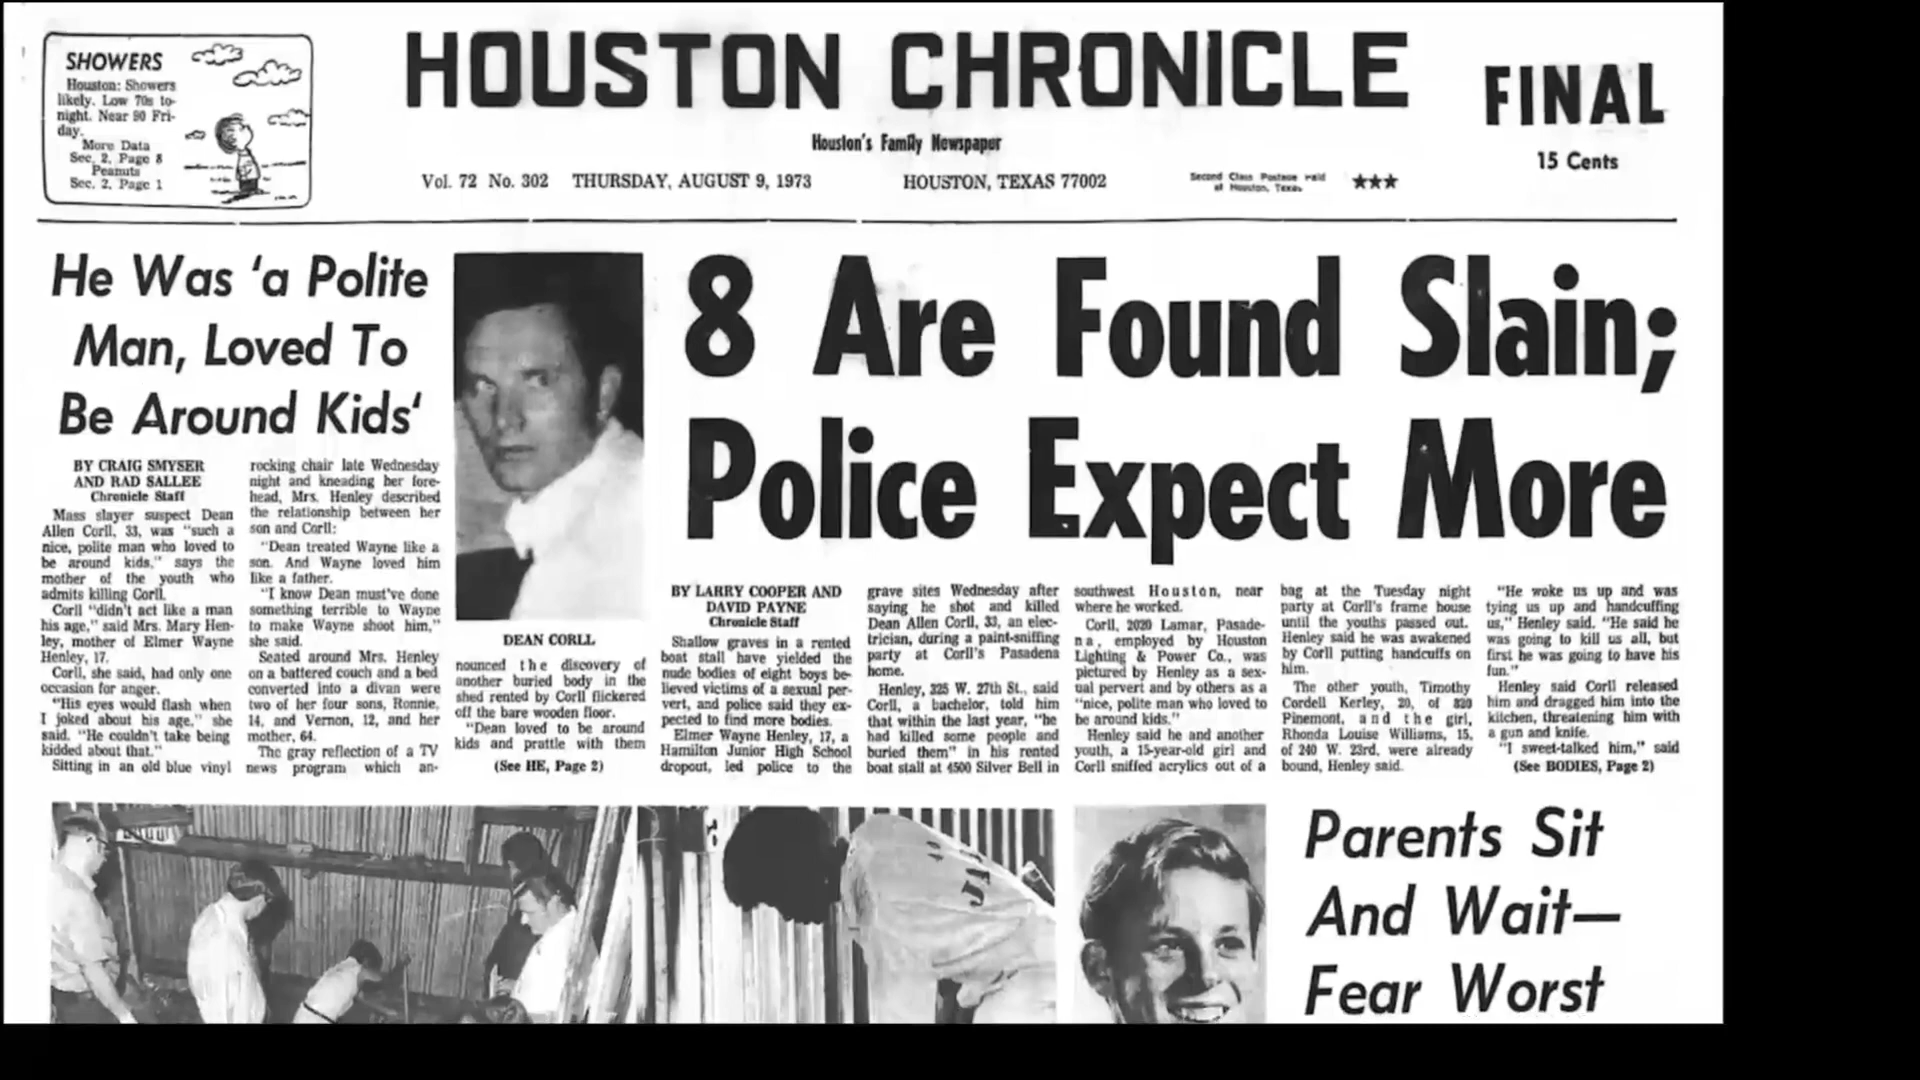 SHOWERS
Houston: Showers
likely. Low 70s to-
night. Near 90 Fri-
day.
More Data
Sec. 2, Page 8
Peanuts
Sec. 2, Page 1
HOUSTON CHRONICLE
Houston's Family Newspaper
FINAL
15 Cents
Vol. 72 No. 302 THURSDAY, AUGUST 9, 1973 HOUSTON, TEXAS 77002
Second Class Postage Paid
at Houston, Texas
★★★
He Was 'a Polite
Man, Loved To
Be Around Kids'
BY CRAIG SMYSER
AND RAD SALLEE
Chronicle Staff
Mass slayer suspect Dean
Allen Corll, 33, was "such a
nice, polite man who loved to
be around kids," says the
mother of the youth who
admits killing Corll.
Corll "didn't act like a man
his age," said Mrs. Mary Hen-
ley, mother of Elmer Wayne
Henley, 17.
Corll, she said, had only one
occasion for anger.
"His eyes would flash when
I joked about his age," she
said. "He couldn't take being
kidded about that."
Sitting in an old blue vinyl
rocking chair late Wednesday
night and kneading her fore-
head, Mrs. Henley described
the relationship between her
son and Corll:
"Dean treated Wayne like a
son. And Wayne loved him
like a father.
"I know Dean must've done
something terrible to Wayne
to make Wayne shoot him,"
she said.
Seated around Mrs. Henley
on a battered couch and a bed
converted into a divan were
two of her four sons, Ronnie,
14, and Vernon, 12, and her
mother, 64.
The gray reflection of a TV
news program which an-
DEAN CORLL
nounced the discovery of
another buried body in the
shed rented by Corll flickered
off the bare wooden floor.
"Dean loved to be around
kids and prattle with them
(See HE, Page 2)
8 Are Found Slain;
Police Expect More
BY LARRY COOPER AND
DAVID PAYNE
Chronicle Staff
Shallow graves in a rented
boat stall have yielded the
nude bodies of eight boys be-
lieved victims of a sexual per-
vert, and police said they ex-
pected to find more bodies.
Elmer Wayne Henley, 17, a
Hamilton Junior High School
dropout, led police to the
grave sites Wednesday after
saying he shot and killed
Dean Allen Corll, 33, an elec-
trician, during a paint-sniffing
party at Corll's Pasadena
home.
Henley, 325 W. 27th St., said
Corll, a bachelor, told him
that within the last year, "he
had killed some people and
buried them" in his rented
boat stall at 4500 Silver Bell in
southwest Houston, near
where he worked.
Corll, 2020 Lamar, Pasade-
na, employed by Houston
Lighting & Power Co., was
pictured by Henley as a sex-
ual pervert and by others as a
"nice, polite man who loved to
be around kids."
Henley said he and another
youth, a 15-year-old girl and
Corll sniffed acrylics out of a
bag at the Tuesday night
party at Corll's frame house
until the youths passed out.
Henley said he was awakened
by Corll putting handcuffs on
him.
The other youth, Timothy
Cordell Kerley, 20, of 820
Pinemont, and the girl,
Rhonda Louise Williams, 15,
of 240 W. 23rd, were already
bound, Henley said.
"He woke us up and was
tying us up and handcuffing
us," Henley said. "He said he
was going to kill us all, but
first he was going to have his
fun."
Henley said Corll released
him and dragged him into the
kitchen, threatening him with
a gun and knife.
"I sweet-talked him," said
(See BODIES, Page 2)
Parents Sit
And Wait—
Fear Worst